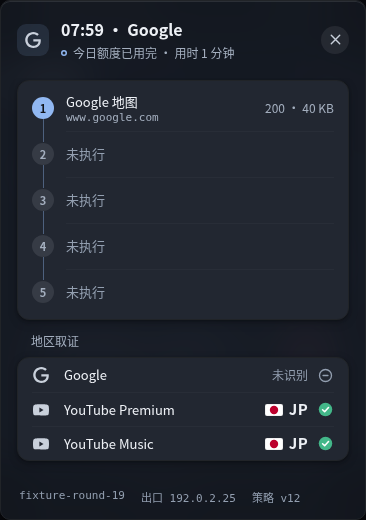 07:59 • Google
今日额度已用完 • 用时 1 分钟
1 Google 地图 200 • 40 KB
www.google.com
2 未执行
3 未执行
4 未执行
5 未执行
地区取证
G Google 未识别
YouTube Premium JP
YouTube Music JP
fixture-round-19 出口 192.0.2.25 策略 v12